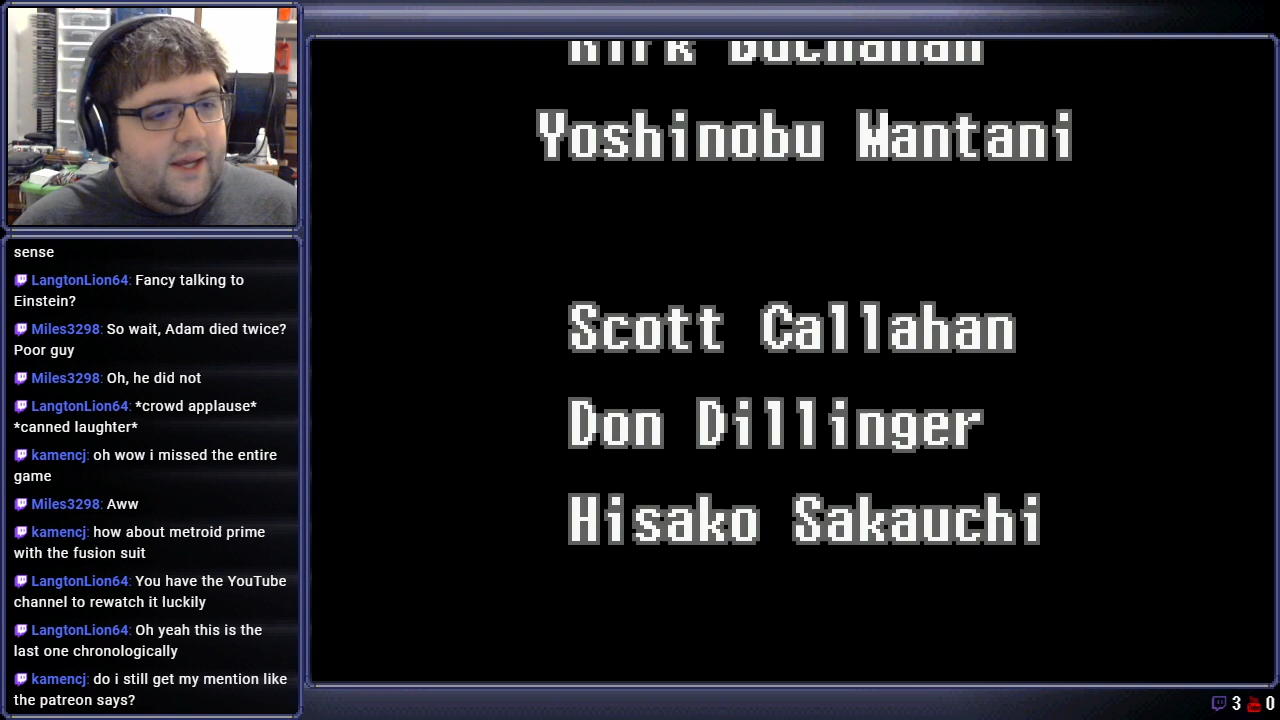 sense
LangtonLion64: Fancy talking to
Einstein?
Miles3298: So wait, Adam died twice?
Poor guy
Miles3298: Oh, he did not
LangtonLion64: *crowd applause*
*canned laughter*
kamencj: oh wow i missed the entire
game
Miles3298: Aww
kamencj: how about metroid prime
with the fusion suit
LangtonLion64: You have the YouTube
channel to rewatch it luckily
LangtonLion64: Oh yeah this is the
last one chronologically
kamencj: do i still get my mention like
the patreon says?
Kirk Buchanan
Yoshinobu Mantani
Scott Callahan
Don Dillinger
Hisako Sakauchi
3 0